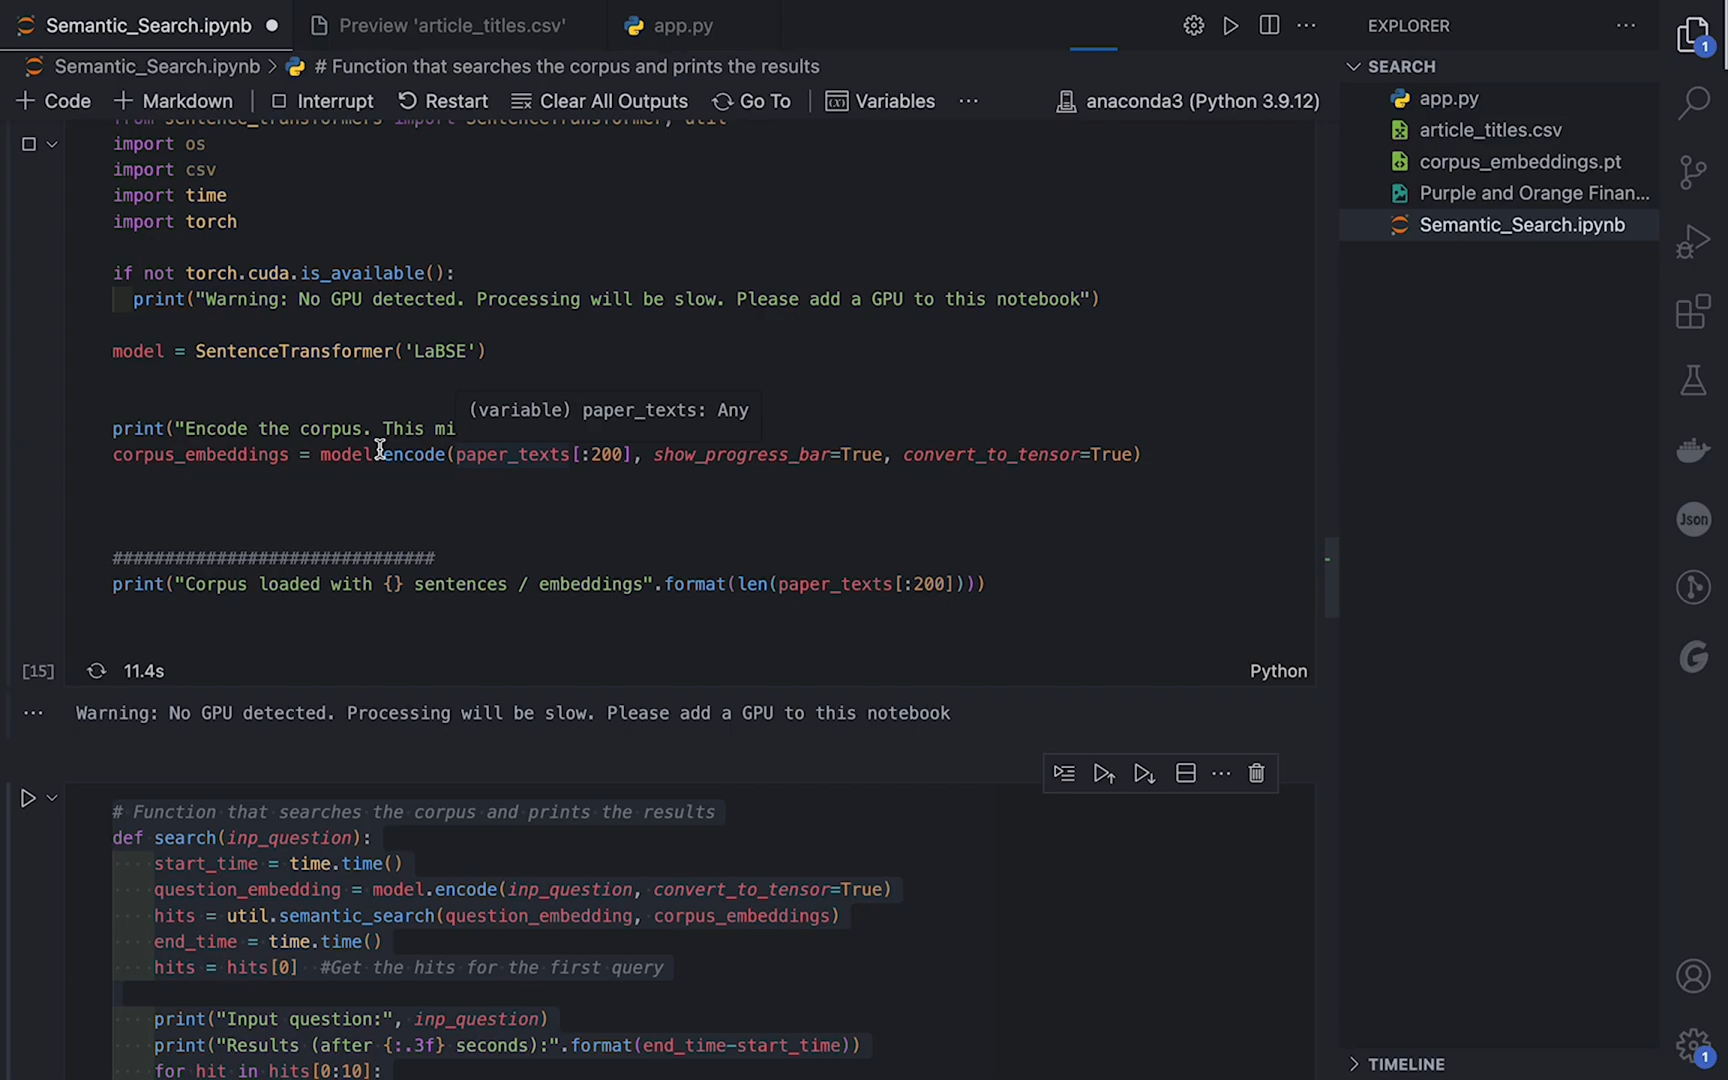 Semantic_Search.ipynb
Preview 'article_titles.csv'
app.py
EXPLORER
Semantic_Search.ipynb > # Function that searches the corpus and prints the results
Code
Markdown
Interrupt
Restart
Clear All Outputs
Go To
Variables
anaconda3 (Python 3.9.12)
from sentence_transformers import SentenceTransformer, util
import os
import csv
import time
import torch
if not torch.cuda.is_available():
print("Warning: No GPU detected. Processing will be slow. Please add a GPU to this notebook")
model = SentenceTransformer('LaBSE')
(variable) paper_texts: Any
print("Encode the corpus. This mi
corpus_embeddings = model.encode(paper_texts[:200], show_progress_bar=True, convert_to_tensor=True)
###############################
print("Corpus loaded with {} sentences / embeddings".format(len(paper_texts[:200])))
[15]
11.4s
Python
Warning: No GPU detected. Processing will be slow. Please add a GPU to this notebook
# Function that searches the corpus and prints the results
def search(inp_question):
start_time = time.time()
question_embedding = model.encode(inp_question, convert_to_tensor=True)
hits = util.semantic_search(question_embedding, corpus_embeddings)
end_time = time.time()
hits = hits[0]  #Get the hits for the first query
print("Input question:", inp_question)
print("Results (after {:.3f} seconds):".format(end_time-start_time))
for hit in hits[0:10]:
SEARCH
app.py
article_titles.csv
corpus_embeddings.pt
Purple and Orange Finan...
Semantic_Search.ipynb
TIMELINE
1
Json
1